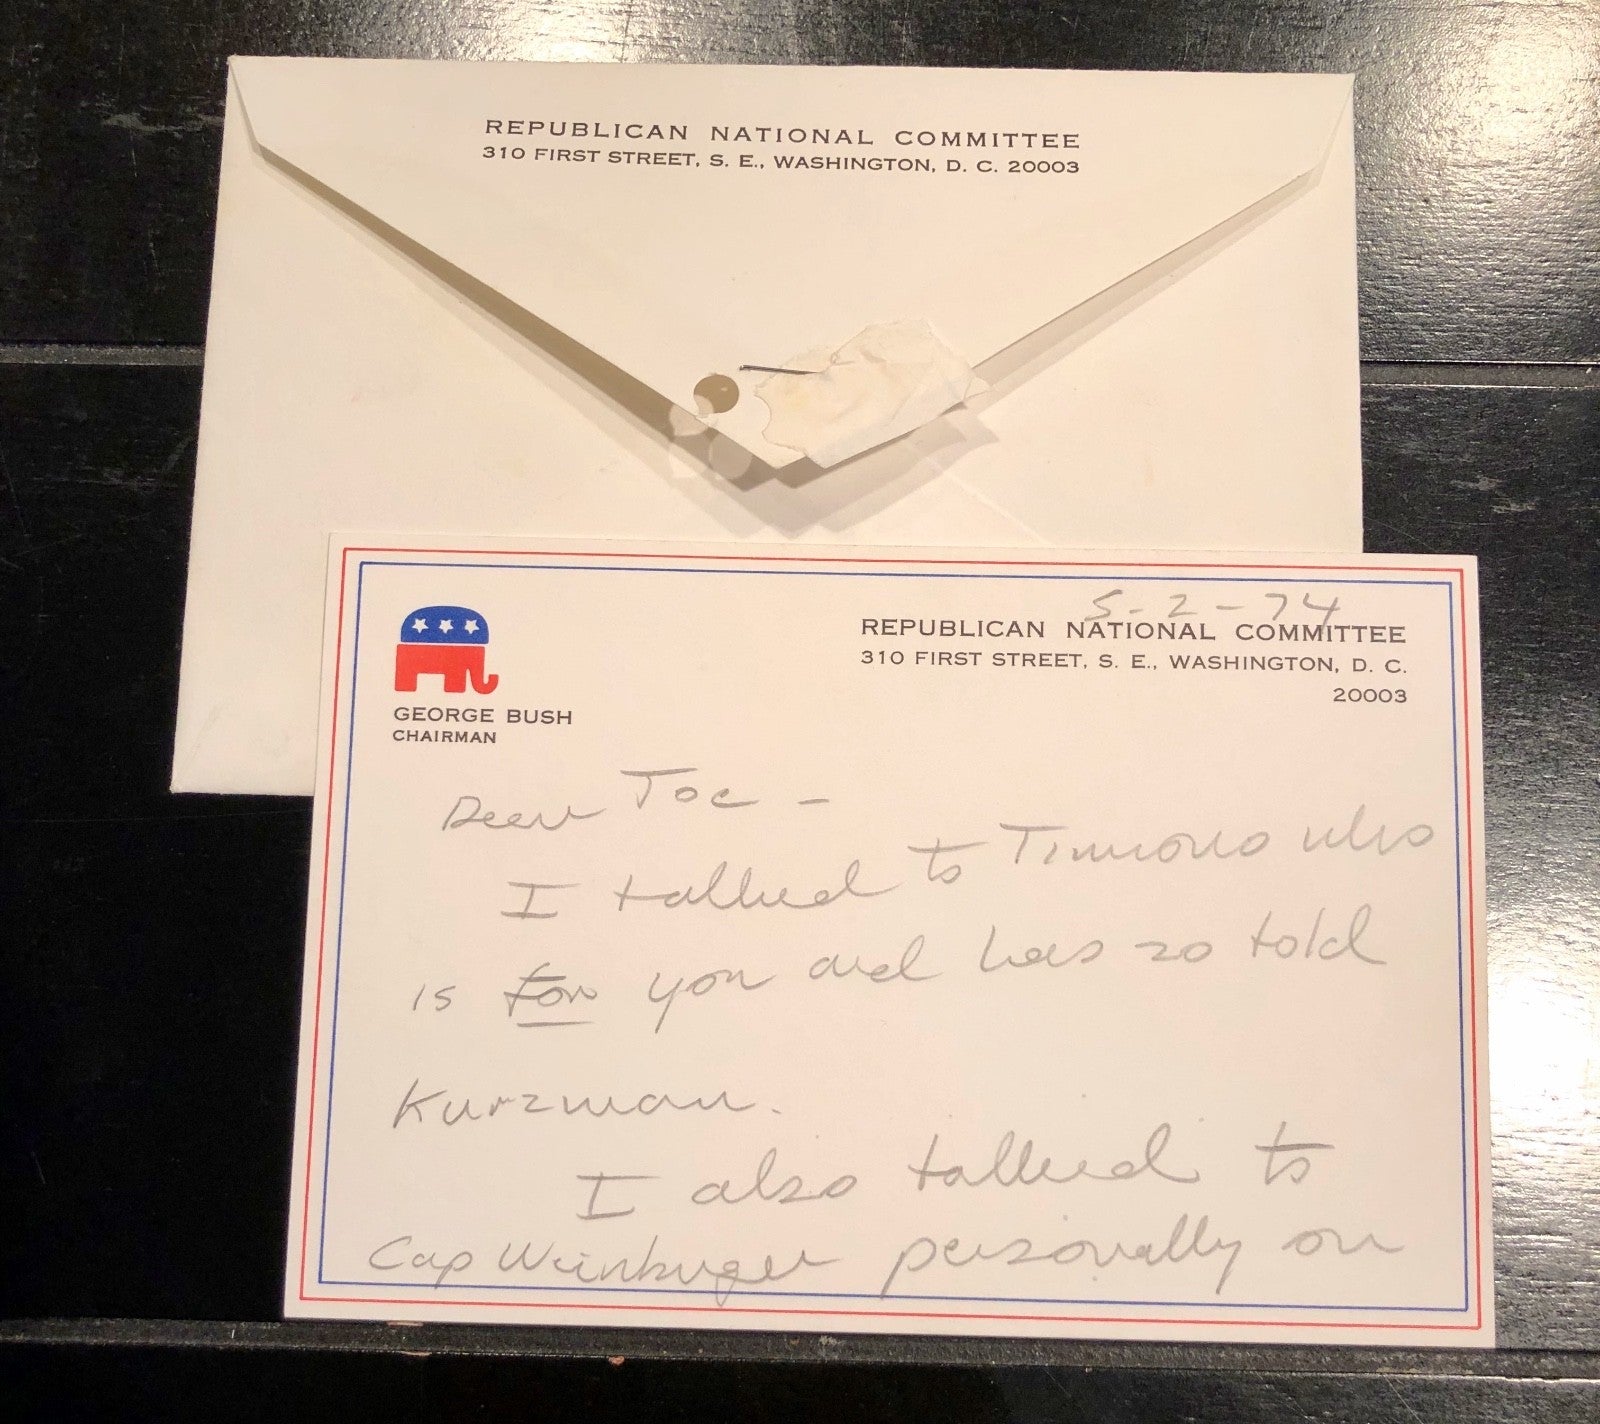 REPUBLICAN NATIONAL COMMITTEE
310 FIRST STREET, S. E., WASHINGTON, D. C. 20003
5-2-74
REPUBLICAN NATIONAL COMMITTEE
310 FIRST STREET, S. E., WASHINGTON, D. C.
20003
GEORGE BUSH
CHAIRMAN
Dear Joe -
I talked to Timmons who
is for you and has so told
Kurzman.
I also talked to
Cap Weinburger personally on